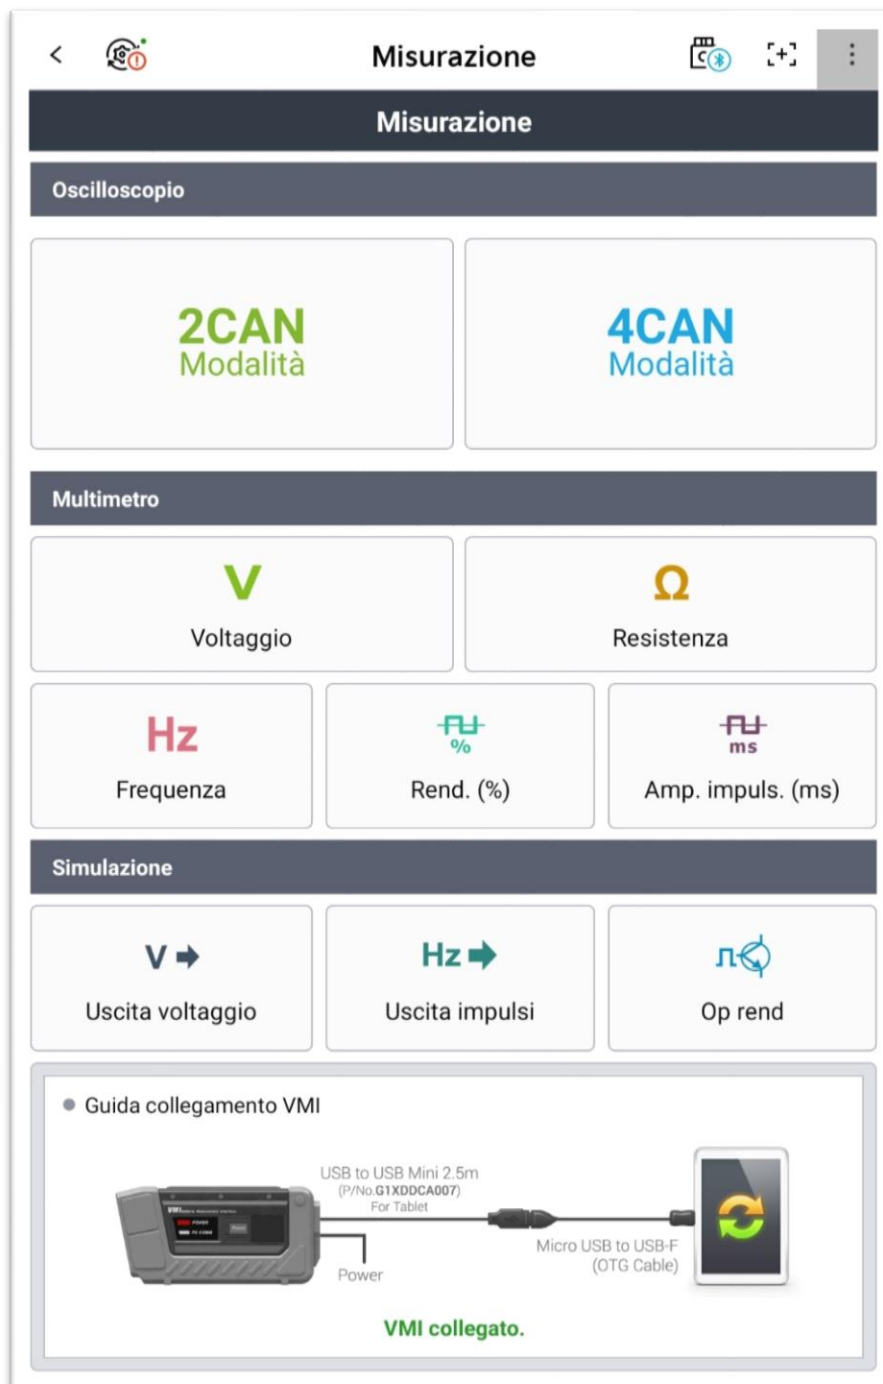 Misurazione
Misurazione
Oscilloscopio
2CAN
Modalità
4CAN
Modalità
Multimetro
V
Voltaggio
Ω
Resistenza
Hz
Frequenza
%
Rend. (%)
ms
Amp. impuls. (ms)
Simulazione
V
Uscita voltaggio
Hz
Uscita impulsi
Op rend
Guida collegamento VMI
USB to USB Mini 2.5m
(P/No.G1XDDCA007)
For Tablet
VMI
POWER
Power
Micro USB to USB-F
(OTG Cable)
VMI collegato.